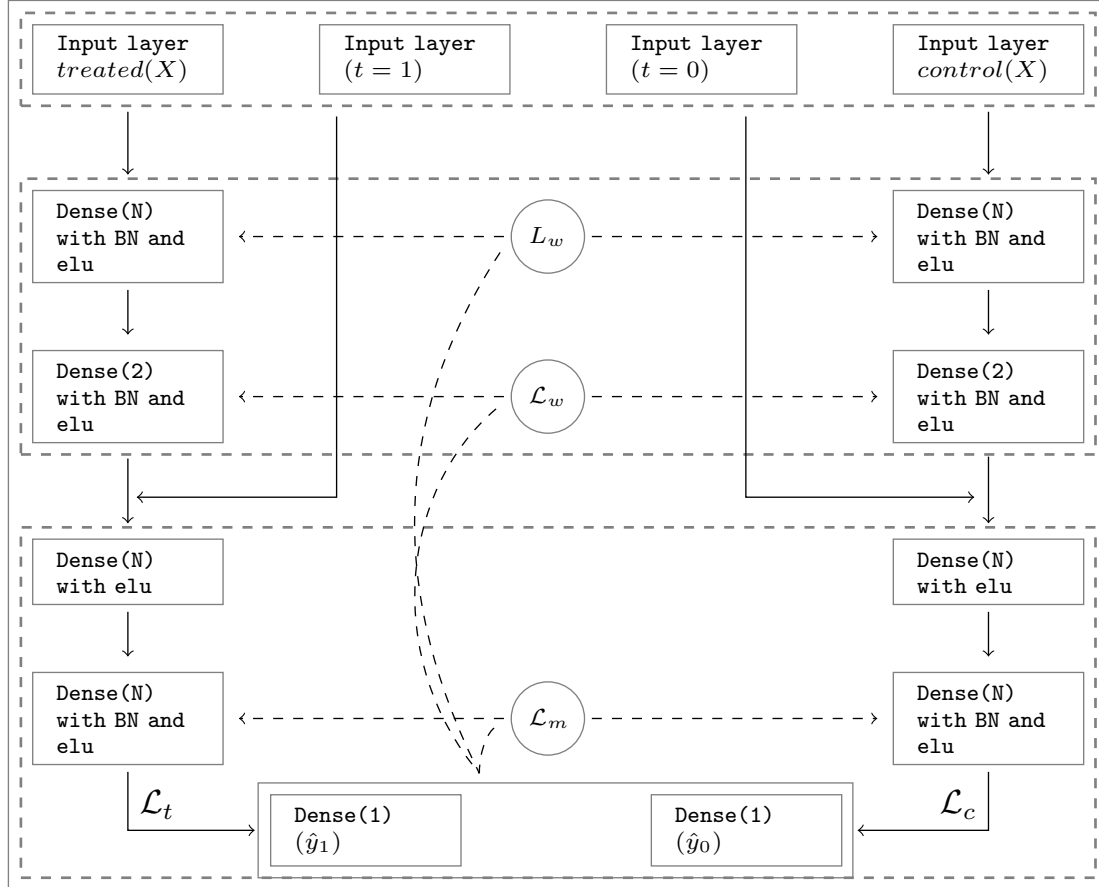 Input layer
treated(X)
Input layer
(t = 1)
Input layer
(t = 0)
Input layer
control(X)
Dense(N)
with BN and
elu
L_w
Dense(N)
with BN and
elu
Dense(2)
with BN and
elu
ℒ_w
Dense(2)
with BN and
elu
Dense(N)
with elu
Dense(N)
with elu
Dense(N)
with BN and
elu
ℒ_m
Dense(N)
with BN and
elu
ℒ_t
ℒ_c
Dense(1)
(ŷ₁)
Dense(1)
(ŷ₀)